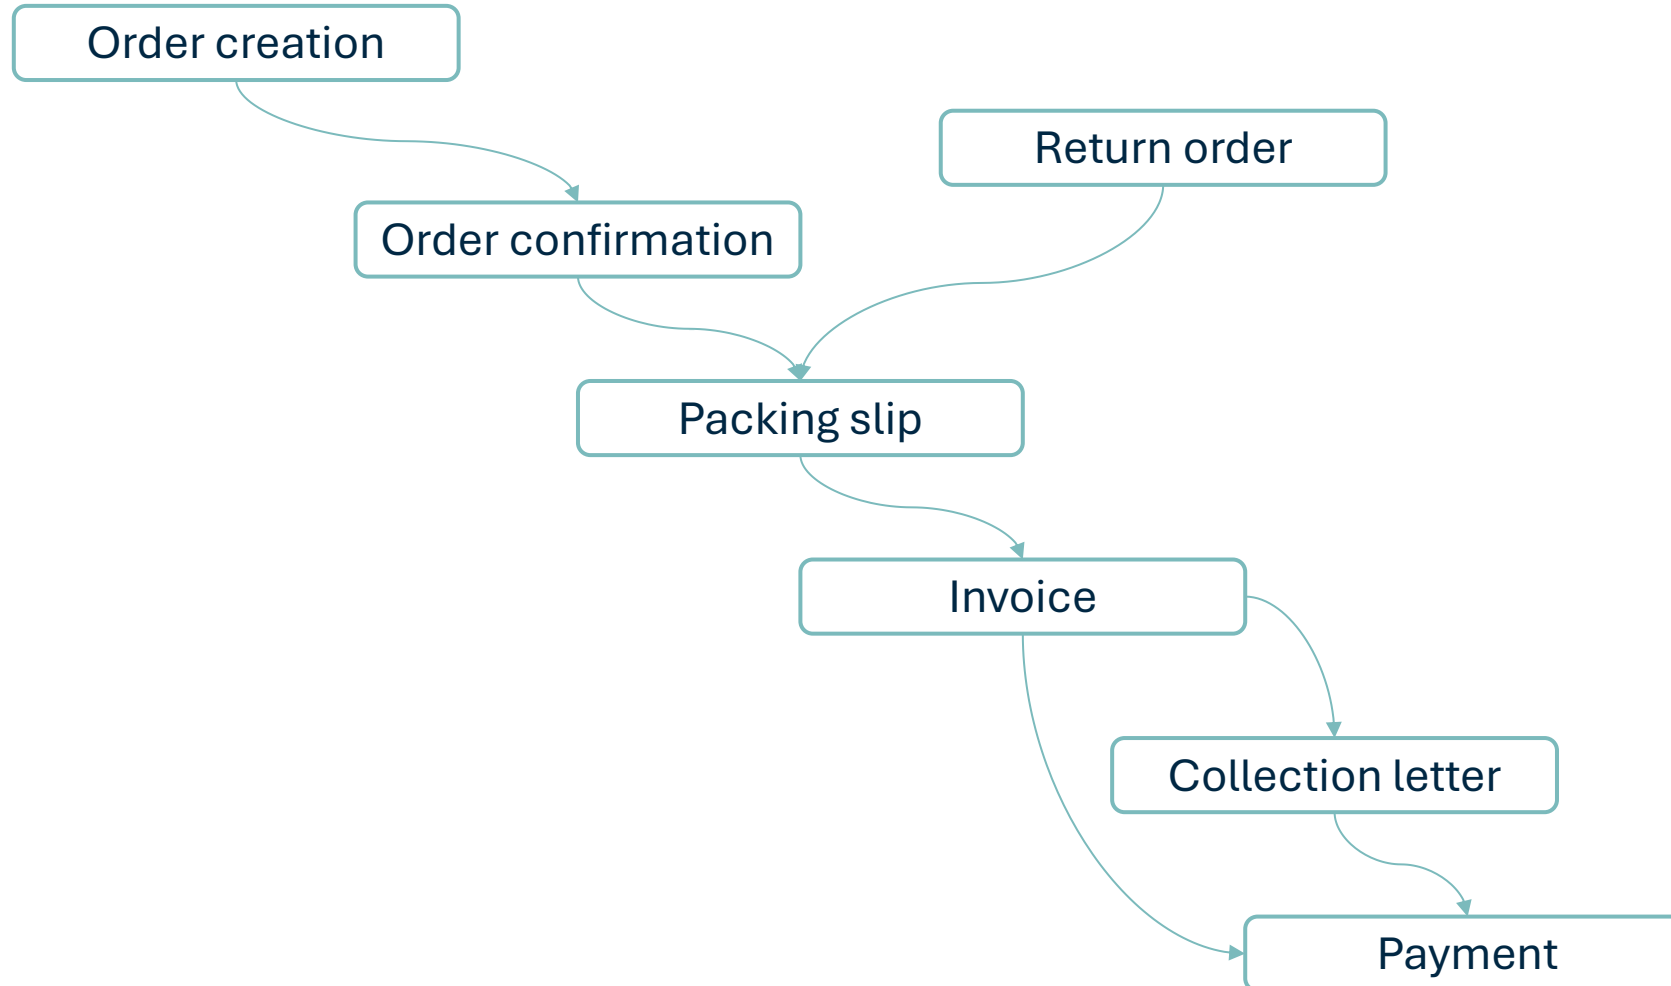 Order creation
Return order
Order confirmation
Packing slip
Invoice
Collection letter
Payment